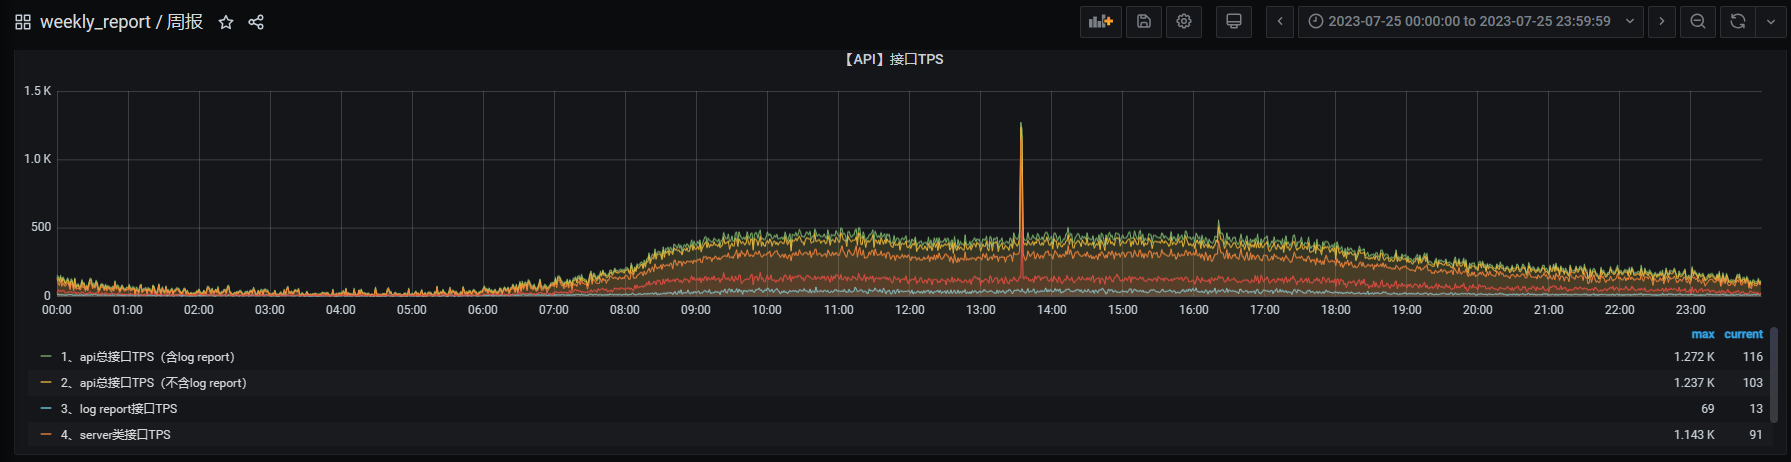 weekly_report / 周报
2023-07-25 00:00:00 to 2023-07-25 23:59:59
【API】接口TPS
1.5 K
1.0 K
500
0
00:00 01:00 02:00 03:00 04:00 05:00 06:00 07:00 08:00 09:00 10:00 11:00 12:00 13:00 14:00 15:00 16:00 17:00 18:00 19:00 20:00 21:00 22:00 23:00
max current
1、api总接口TPS（含log report） 1.272 K 116
2、api总接口TPS（不含log report） 1.237 K 103
3、log report接口TPS 69 13
4、server类接口TPS 1.143 K 91